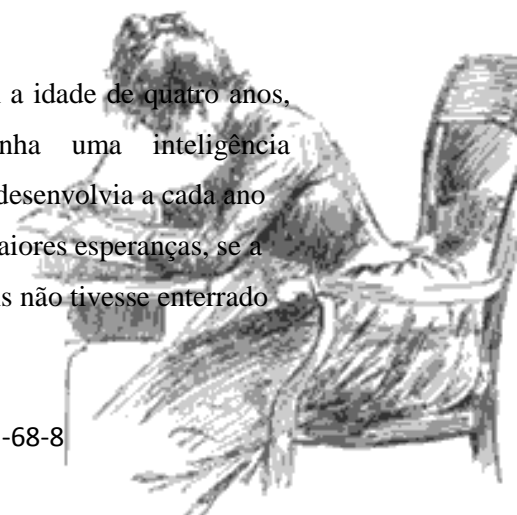 a idade de quatro anos,
nha uma inteligência
desenvolvia a cada ano
aiores esperanças, se a
s não tivesse enterrado
-68-8